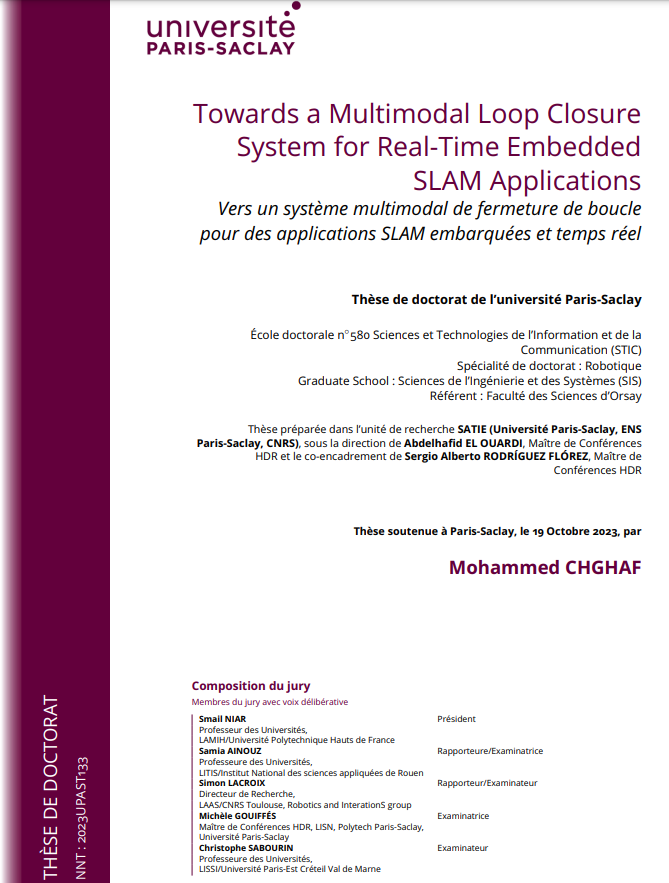 université
PARIS-SACLAY
Towards a Multimodal Loop Closure
System for Real-Time Embedded
SLAM Applications
Vers un système multimodal de fermeture de boucle
pour des applications SLAM embarquées et temps réel
Thèse de doctorat de l'université Paris-Saclay
École doctorale n°580 Sciences et Technologies de l'Information et de la
Communication (STIC)
Spécialité de doctorat : Robotique
Graduate School : Sciences de l'Ingénierie et des Systèmes (SIS)
Référent : Faculté des Sciences d'Orsay
Thèse préparée dans l'unité de recherche SATIE (Université Paris-Saclay, ENS
Paris-Saclay, CNRS), sous la direction de Abdelhafid EL OUARDI, Maître de Conférences
HDR et le co-encadrement de Sergio Alberto RODRÍGUEZ FLÓREZ, Maître de
Conférences HDR
Thèse soutenue à Paris-Saclay, le 19 Octobre 2023, par
Mohammed CHGHAF
Composition du jury
Membres du jury avec voix délibérative
Smail NIAR Président
Professeur des Universités,
LAMIH/Université Polytechnique Hauts de France
Samia AINOUZ Rapporteure/Examinatrice
Professeure des Universités,
LITIS/Institut National des sciences appliquées de Rouen
Simon LACROIX Rapporteur/Examinateur
Directeur de Recherche,
LAAS/CNRS Toulouse, Robotics and InterationS group
Michèle GOUIFFÉS Examinatrice
Maître de Conférences HDR, LISN, Polytech Paris-Saclay,
Université Paris-Saclay
Christophe SABOURIN Examinateur
Professeure des Universités,
LISSI/Université Paris-Est Créteil Val de Marne
THÈSE DE DOCTORAT
NNT : 2023UPAST133